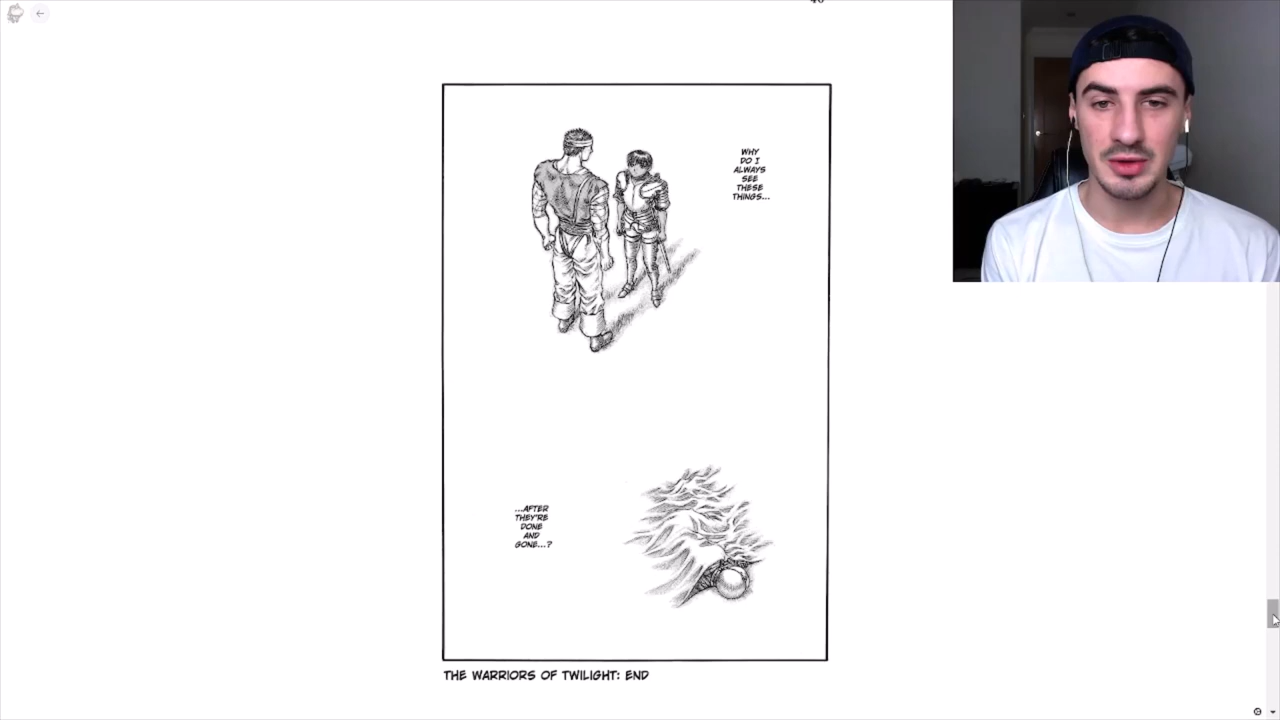 WHY
DO I
ALWAYS
SEE
THESE
THINGS...
...AFTER
THEY'RE
DONE
AND
GONE...?
THE WARRIORS OF TWILIGHT: END